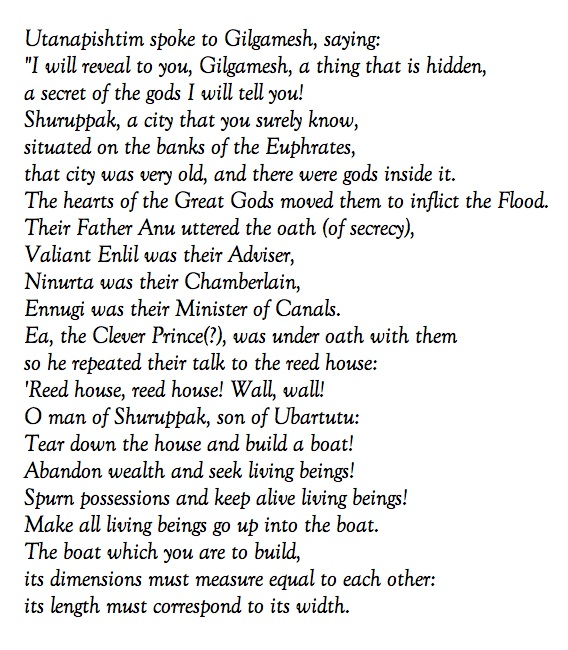 Utanapishtim spoke to Gilgamesh, saying:
"I will reveal to you, Gilgamesh, a thing that is hidden,
a secret of the gods I will tell you!
Shuruppak, a city that you surely know,
situated on the banks of the Euphrates,
that city was very old, and there were gods inside it.
The hearts of the Great Gods moved them to inflict the Flood.
Their Father Anu uttered the oath (of secrecy),
Valiant Enlil was their Adviser,
Ninurta was their Chamberlain,
Ennugi was their Minister of Canals.
Ea, the Clever Prince(?), was under oath with them
so he repeated their talk to the reed house:
'Reed house, reed house! Wall, wall!
O man of Shuruppak, son of Ubartutu:
Tear down the house and build a boat!
Abandon wealth and seek living beings!
Spurn possessions and keep alive living beings!
Make all living beings go up into the boat.
The boat which you are to build,
its dimensions must measure equal to each other:
its length must correspond to its width.